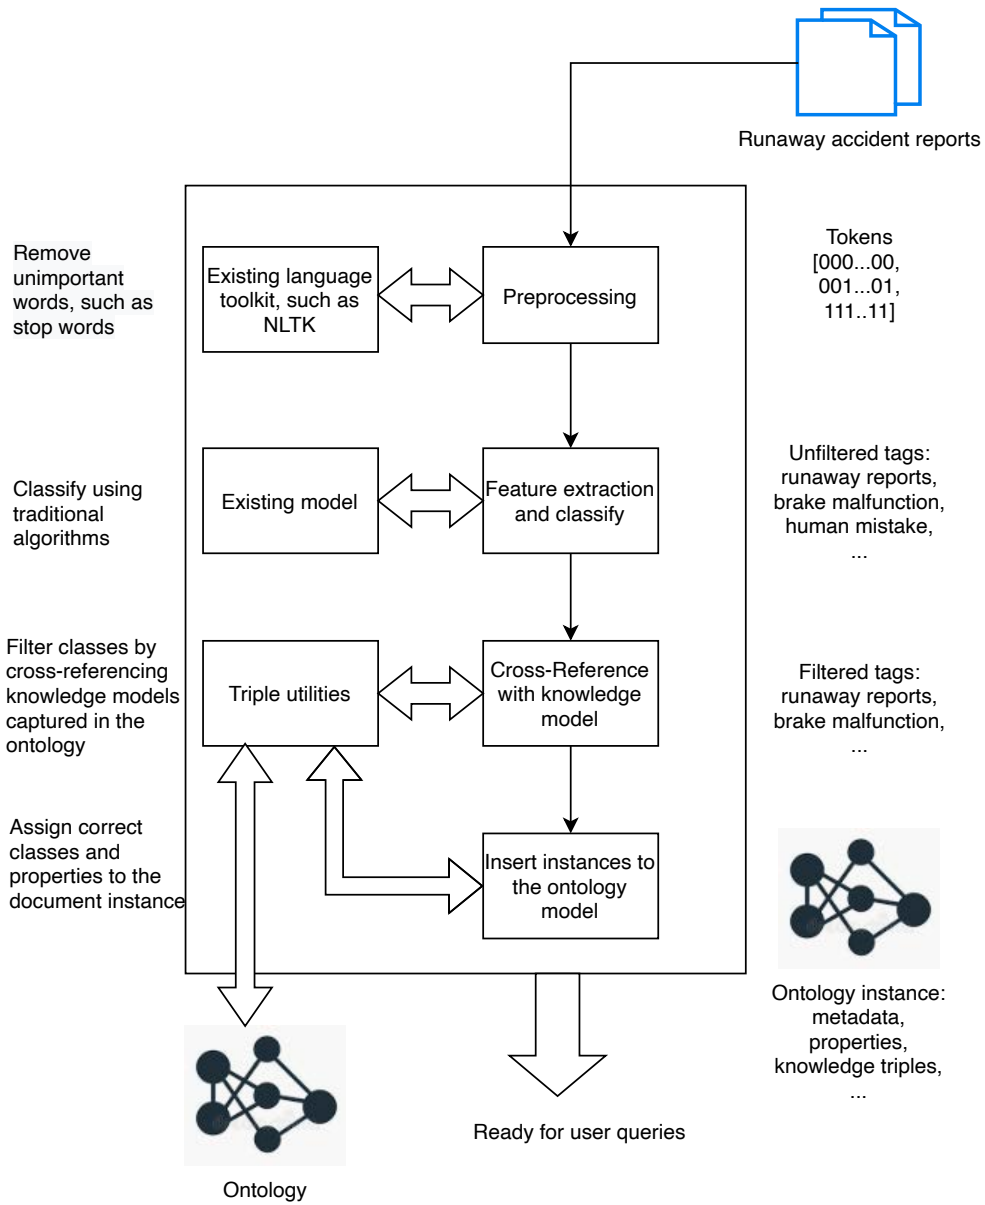 Runaway accident reports
Remove
unimportant
words, such as
stop words
Existing language
toolkit, such as
NLTK
Preprocessing
Tokens
[000...00,
001...01,
111..11]
Classify using
traditional
algorithms
Existing model
Feature extraction
and classify
Unfiltered tags:
runaway reports,
brake malfunction,
human mistake,
...
Filter classes by
cross-referencing
knowledge models
captured in the
ontology
Triple utilities
Cross-Reference
with knowledge
model
Filtered tags:
runaway reports,
brake malfunction,
...
Assign correct
classes and
properties to the
document instance
Insert instances to
the ontology
model
Ontology instance:
metadata,
properties,
knowledge triples,
...
Ready for user queries
Ontology